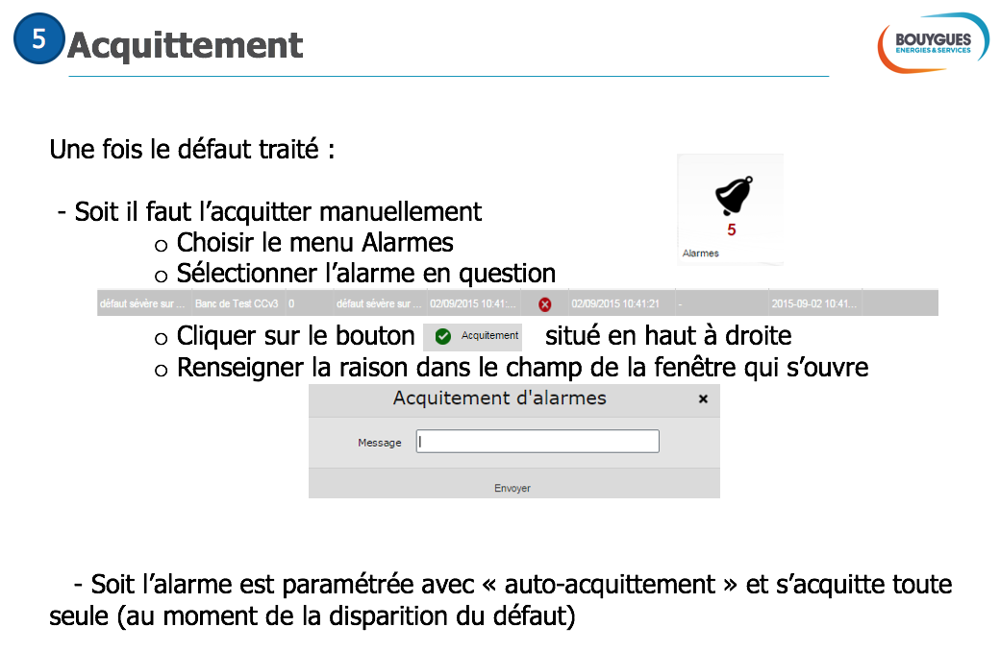 5
Acquittement
BOUYGUES
ENERGIES & SERVICES
Une fois le défaut traité :
- Soit il faut l’acquitter manuellement
o Choisir le menu Alarmes
o Sélectionner l’alarme en question
5
Alarmes
défaut sévère sur ... Banc de Test CCv3 0 défaut sévère sur ... 02/09/2015 10:41:... 02/09/2015 10:41:21 - 2015-09-02 10:41...
o Cliquer sur le bouton Acquitement situé en haut à droite
o Renseigner la raison dans le champ de la fenêtre qui s’ouvre
Acquitement d'alarmes ×
Message
Envoyer
- Soit l’alarme est paramétrée avec « auto-acquittement » et s’acquitte toute
seule (au moment de la disparition du défaut)